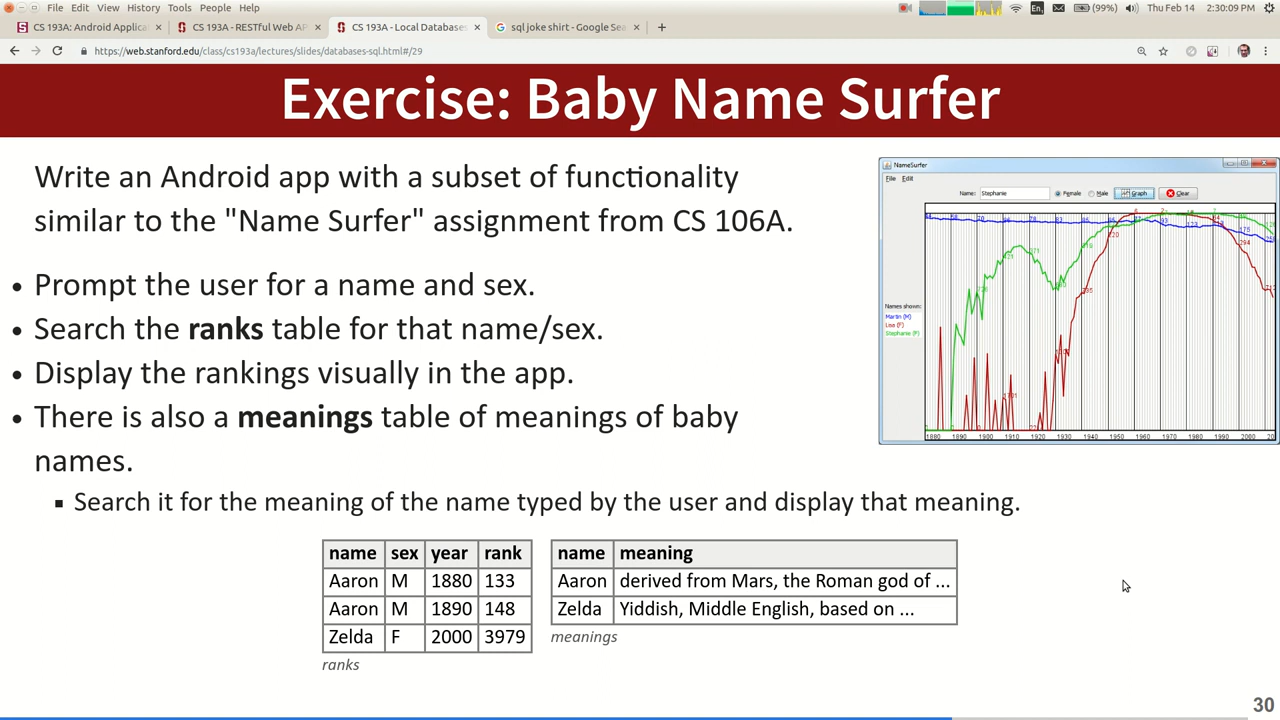 File Edit View History Tools People Help
En (99%) Thu Feb 14 2:30:09 PM
CS 193A: Android Applica × CS 193A - RESTful Web AP × CS 193A - Local Databases × sql joke shirt - Google Sea ×
https://web.stanford.edu/class/cs193a/lectures/slides/databases-sql.html#/29
Exercise: Baby Name Surfer
Write an Android app with a subset of functionality
similar to the "Name Surfer" assignment from CS 106A.
• Prompt the user for a name and sex.
• Search the ranks table for that name/sex.
• Display the rankings visually in the app.
• There is also a meanings table of meanings of baby
names.
▪ Search it for the meaning of the name typed by the user and display that meaning.
NameSurfer
File Edit
Name: Stephanie Female Male Graph Clear
Names shown:
Martin (M)
Lisa (F)
Stephanie (F)
1880 1890 1900 1910 1920 1930 1940 1950 1960 1970 1980 1990 2000
name sex year rank
Aaron M 1880 133
Aaron M 1890 148
Zelda F 2000 3979
ranks
name meaning
Aaron derived from Mars, the Roman god of ...
Zelda Yiddish, Middle English, based on ...
meanings
30